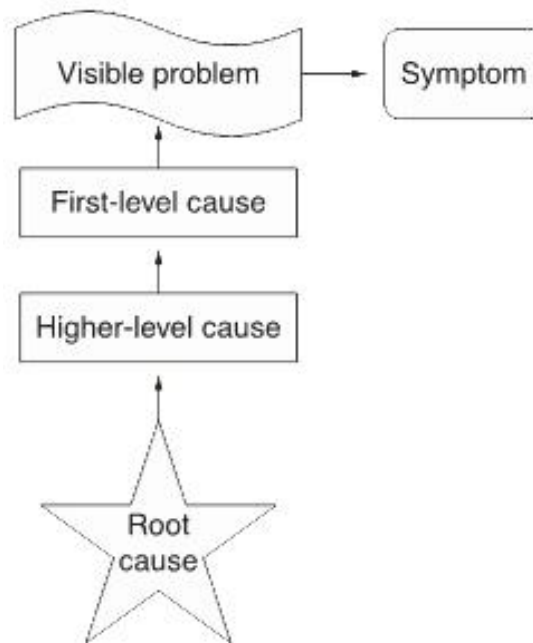 Visible problem
Symptom
First-level cause
Higher-level cause
Root
cause